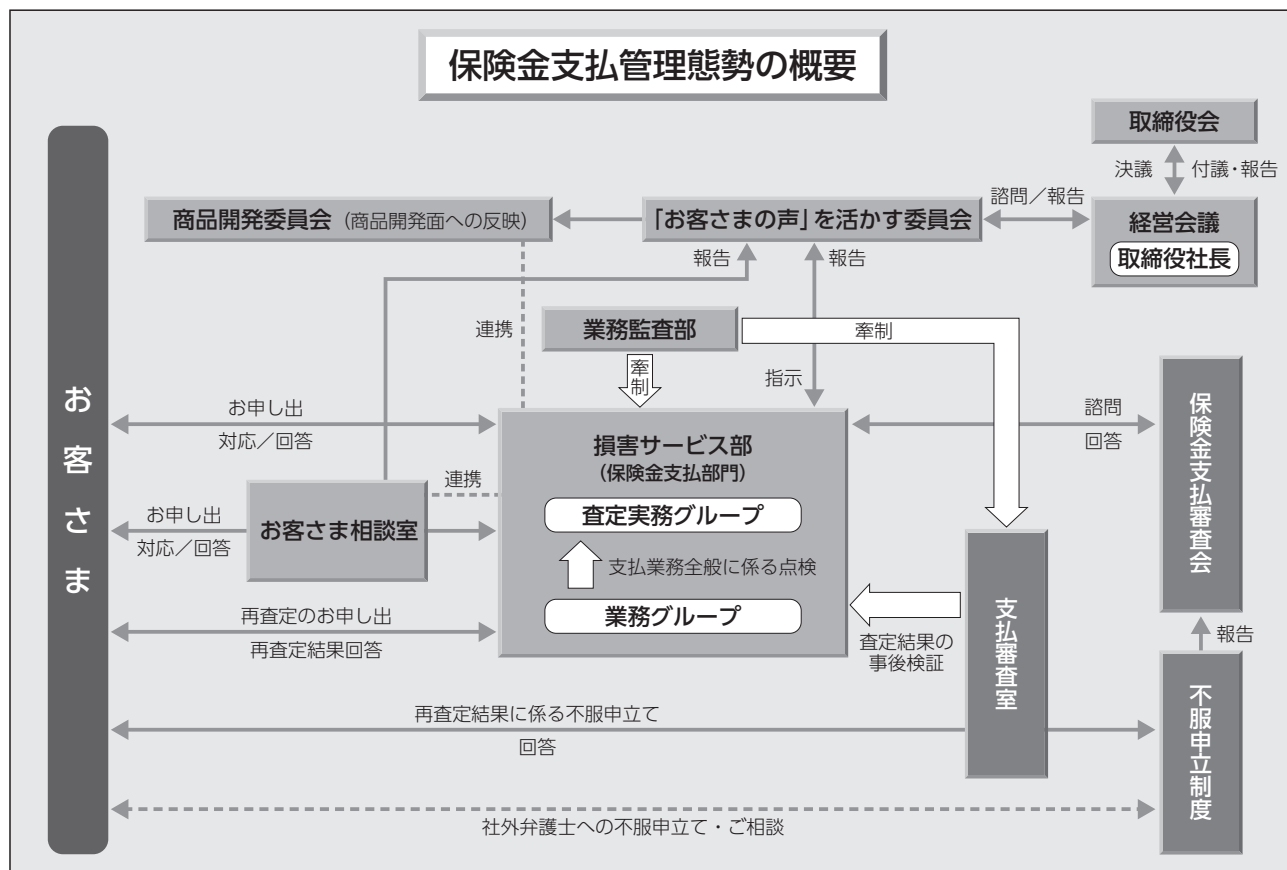 保険金支払管理態勢の概要
取締役会
決議
付議・報告
経営会議
取締役社長
諮問／報告
「お客さまの声」を活かす委員会
商品開発委員会（商品開発面への反映）
報告
報告
連携
業務監査部
牽制
牽制
指示
お客さま
お申し出
対応／回答
損害サービス部
（保険金支払部門）
諮問
回答
保険金支払審査会
連携
お客さま相談室
お申し出
対応／回答
査定実務グループ
支払業務全般に係る点検
業務グループ
再査定のお申し出
再査定結果回答
査定結果の
事後検証
支払審査室
報告
不服申立制度
再査定結果に係る不服申立て
回答
社外弁護士への不服申立て・ご相談